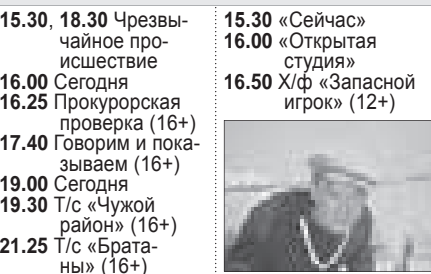 15.30, 18.30 Чрезвы-
чайное про-
исшествие
16.00 Сегодня
16.25 Прокурорская
проверка (16+)
17.40 Говорим и пока-
зываем (16+)
19.00 Сегодня
19.30 Т/с «Чужой
район» (16+)
21.25 Т/с «Брата-
ны» (16+)
15.30 «Сейчас»
16.00 «Открытая
студия»
16.50 Х/ф «Запасной
игрок» (12+)